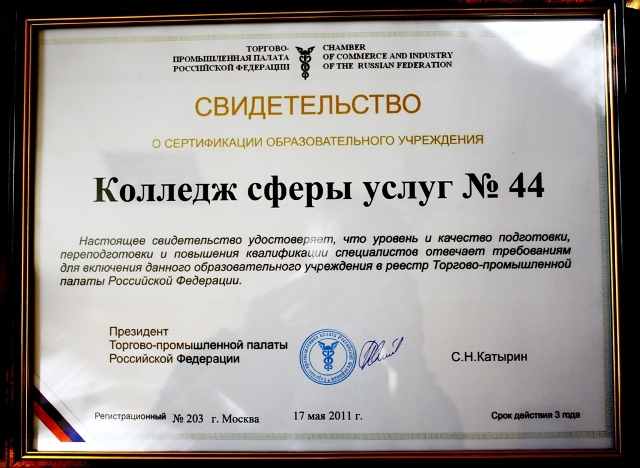 ТОРГОВО-
ПРОМЫШЛЕННАЯ ПАЛАТА
РОССИЙСКОЙ ФЕДЕРАЦИИ
CHAMBER
OF COMMERCE AND INDUSTRY
OF THE RUSSIAN FEDERATION
СВИДЕТЕЛЬСТВО
О СЕРТИФИКАЦИИ ОБРАЗОВАТЕЛЬНОГО УЧРЕЖДЕНИЯ
Колледж сферы услуг № 44
Настоящее свидетельство удостоверяет, что уровень и качество подготовки,
переподготовки и повышения квалификации специалистов отвечает требованиям
для включения данного образовательного учреждения в реестр Торгово-промышленной
палаты Российской Федерации.
Президент
Торгово-промышленной палаты
Российской Федерации
С.Н.Катырин
Регистрационный № 203 г. Москва 17 мая 2011 г. Срок действия 3 года